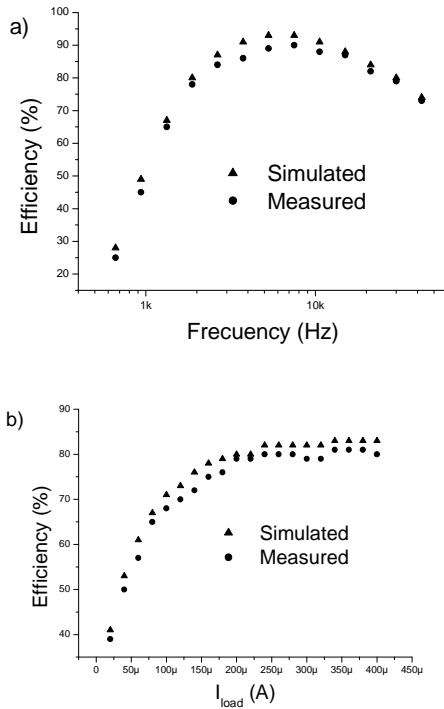 a)
100
90
80
70
60
50
40
30
20
Efficiency (%)
Simulated
Measured
1k
10k
Frecuency (Hz)
b)
90
80
70
60
50
40
Efficiency (%)
Simulated
Measured
0
50µ
100µ
150µ
200µ
250µ
300µ
350µ
400µ
450µ
I_load (A)